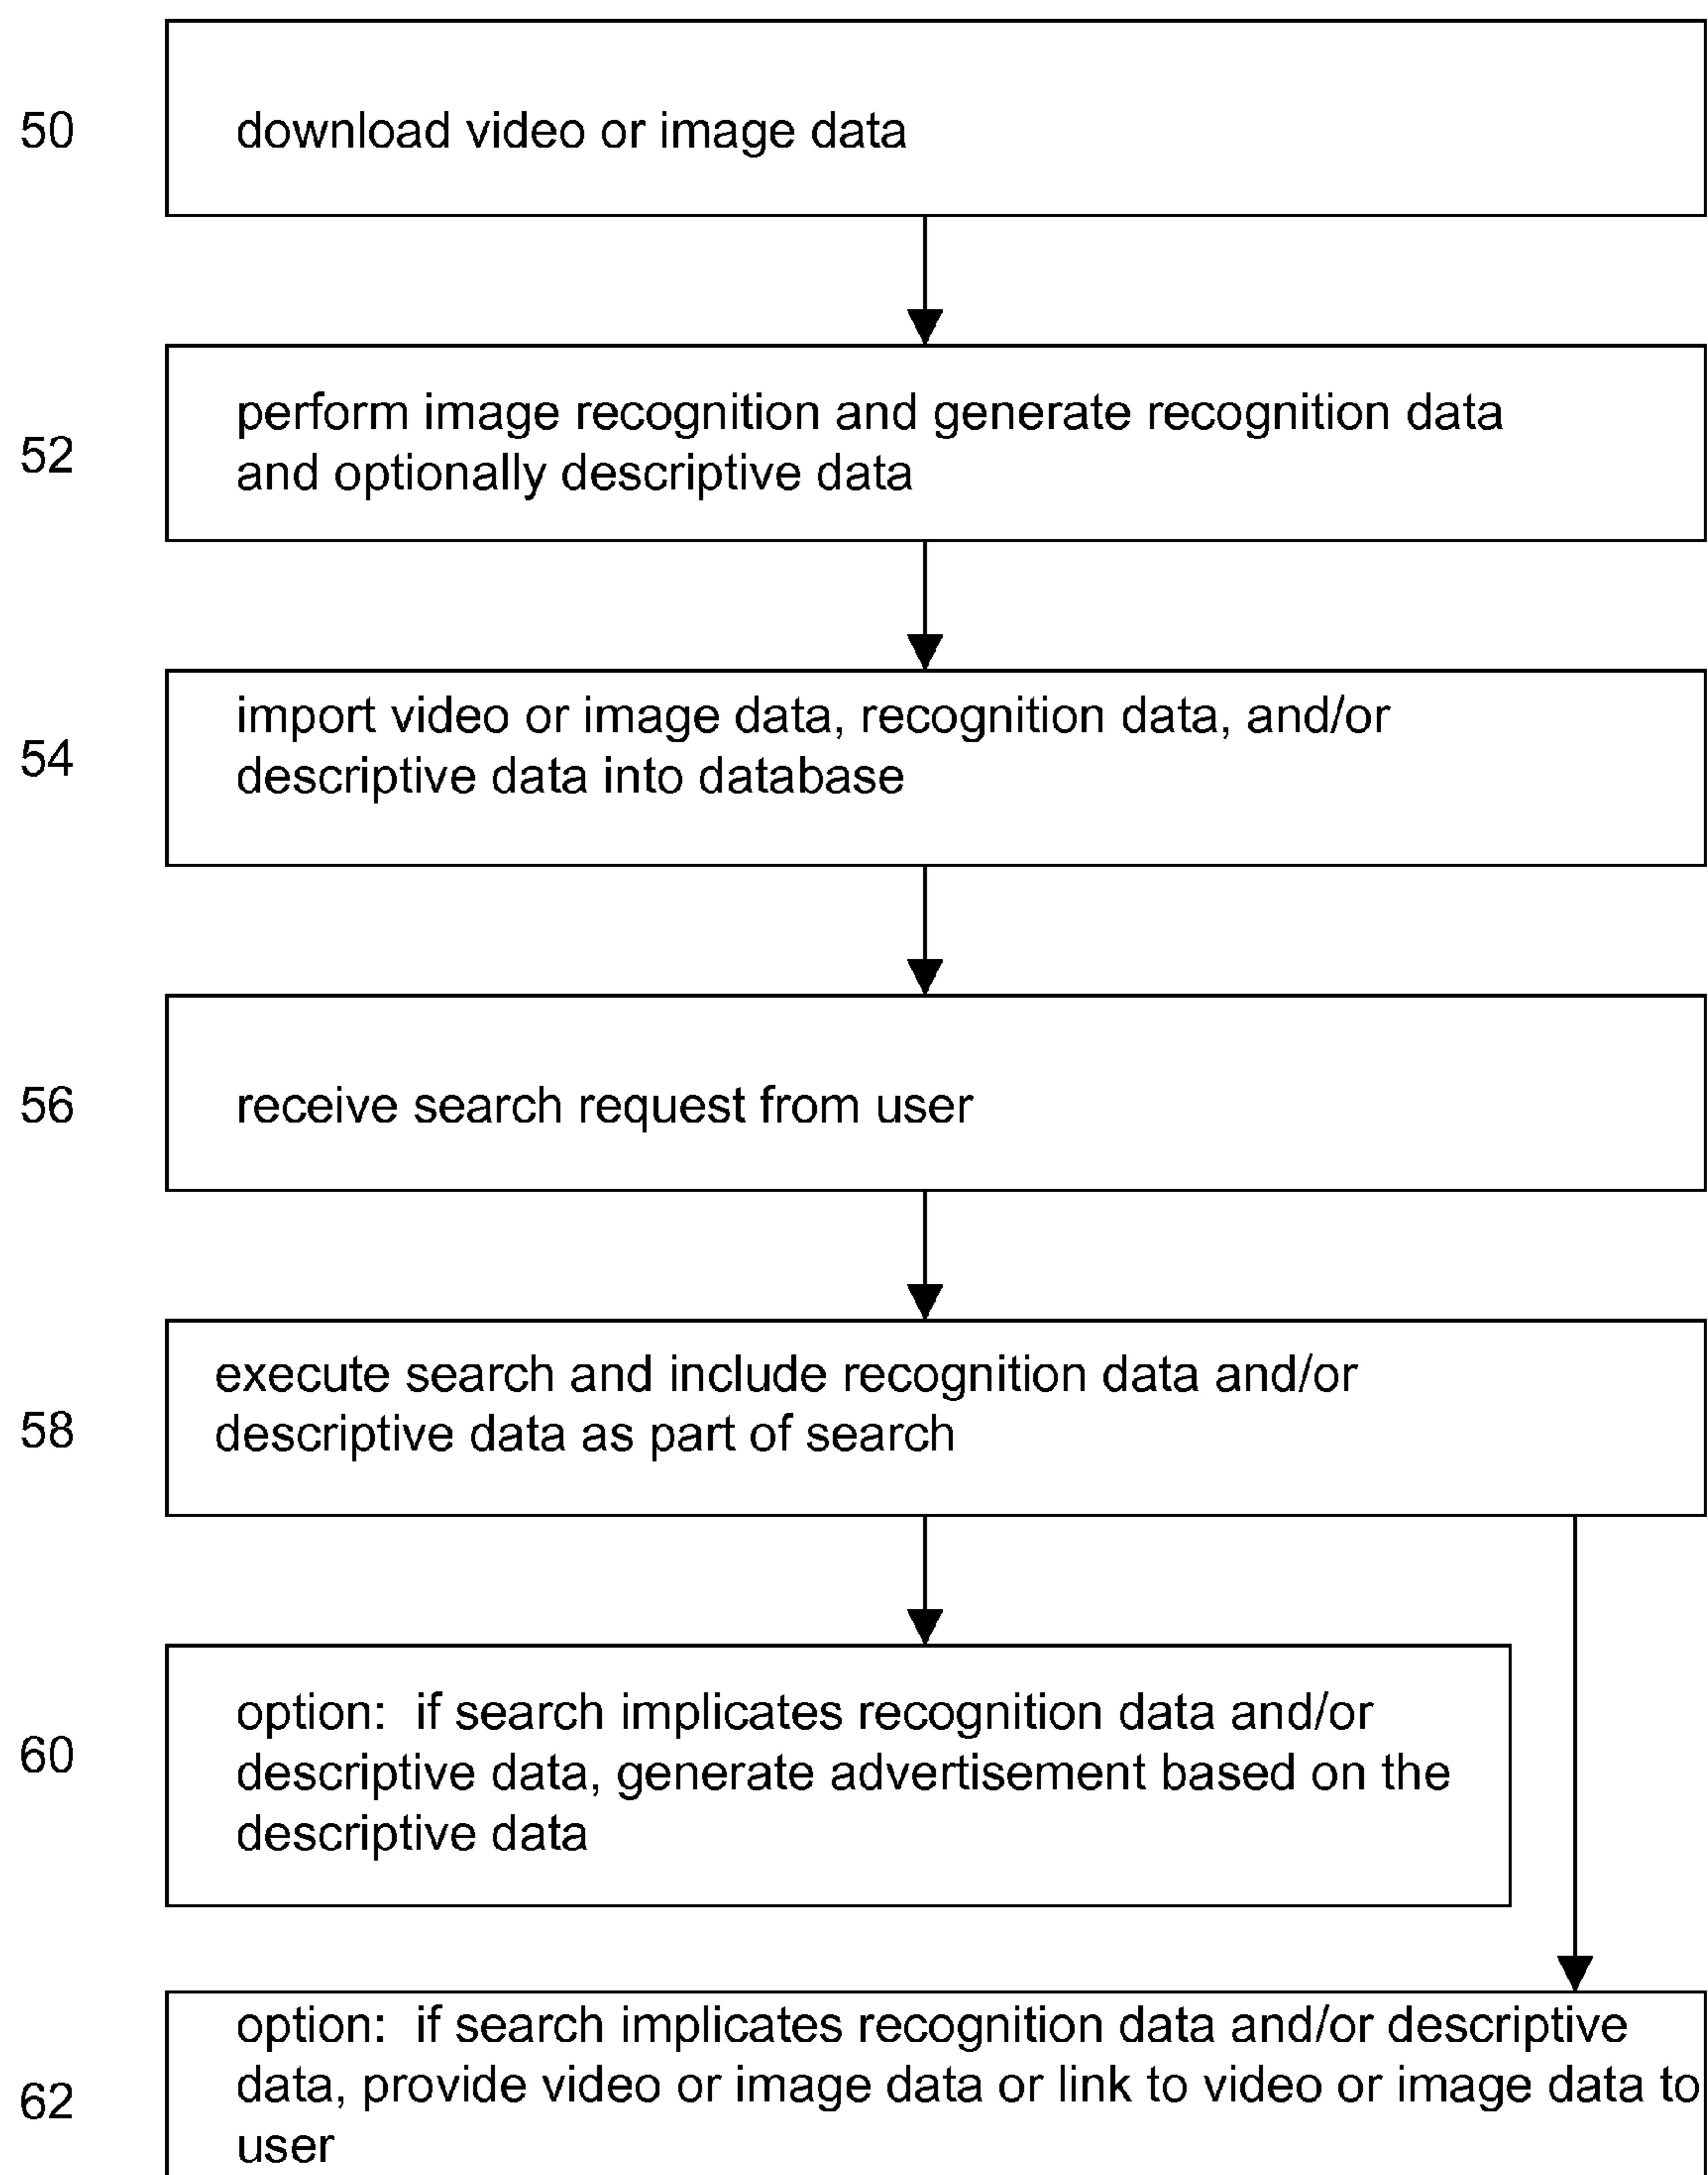 50
download video or image data
52
perform image recognition and generate recognition data
and optionally descriptive data
54
import video or image data, recognition data, and/or
descriptive data into database
56
receive search request from user
58
execute search and include recognition data and/or
descriptive data as part of search
60
option:  if search implicates recognition data and/or
descriptive data, generate advertisement based on the
descriptive data
62
option:  if search implicates recognition data and/or descriptive
data, provide video or image data or link to video or image data to
user